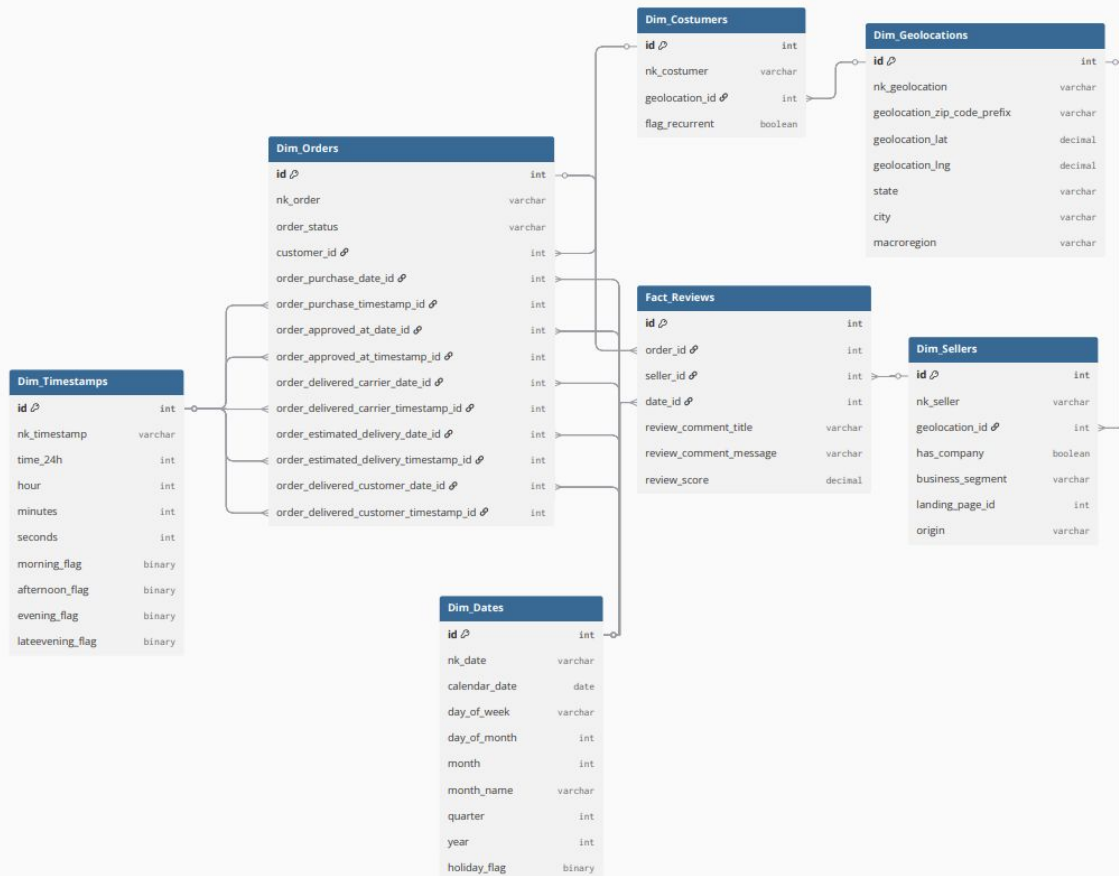 Dim_Costumers
id int
nk_costumer varchar
geolocation_id int
flag_recurrent boolean
Dim_Geolocations
id int
nk_geolocation varchar
geolocation_zip_code_prefix varchar
geolocation_lat decimal
geolocation_lng decimal
state varchar
city varchar
macroregion varchar
Dim_Orders
id int
nk_order varchar
order_status varchar
customer_id int
order_purchase_date_id int
order_purchase_timestamp_id int
order_approved_at_date_id int
order_approved_at_timestamp_id int
order_delivered_carrier_date_id int
order_delivered_carrier_timestamp_id int
order_estimated_delivery_date_id int
order_estimated_delivery_timestamp_id int
order_delivered_customer_date_id int
order_delivered_customer_timestamp_id int
Fact_Reviews
id int
order_id int
seller_id int
date_id int
review_comment_title varchar
review_comment_message varchar
review_score decimal
Dim_Sellers
id int
nk_seller varchar
geolocation_id int
has_company boolean
business_segment varchar
landing_page_id int
origin varchar
Dim_Timestamps
id int
nk_timestamp varchar
time_24h int
hour int
minutes int
seconds int
morning_flag binary
afternoon_flag binary
evening_flag binary
lateevening_flag binary
Dim_Dates
id int
nk_date varchar
calendar_date date
day_of_week varchar
day_of_month int
month int
month_name varchar
quarter int
year int
holiday_flag binary